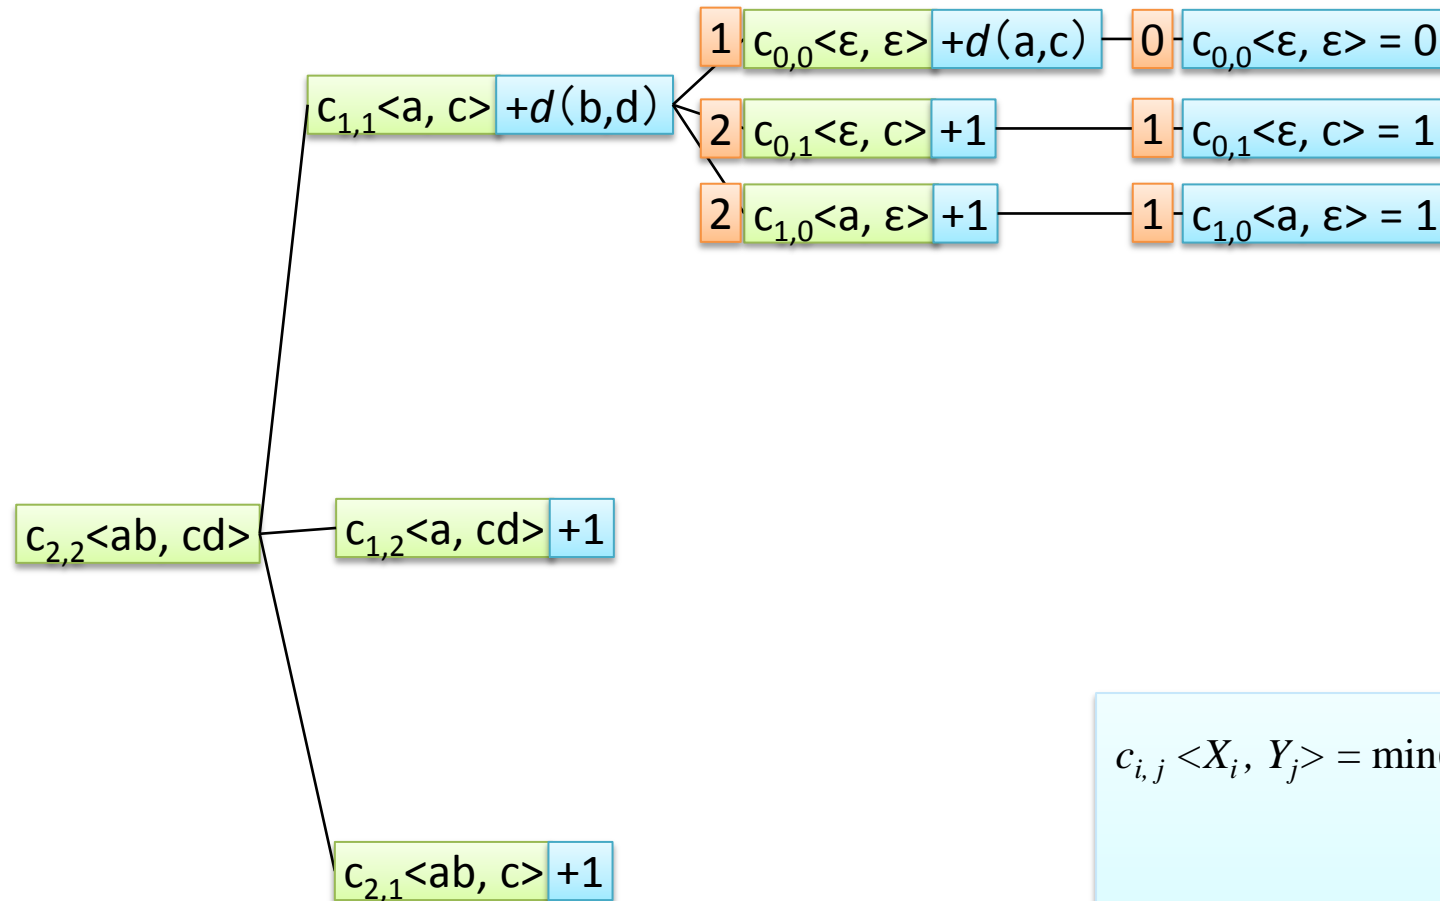 1 c0,0<ε, ε> +d(a,c) 0 c0,0<ε, ε> = 0
c1,1<a, c> +d(b,d)
2 c0,1<ε, c> +1 1 c0,1<ε, c> = 1
2 c1,0<a, ε> +1 1 c1,0<a, ε> = 1
c2,2<ab, cd>
c1,2<a, cd> +1
ci, j <Xi, Yj> = min
c2,1<ab, c> +1